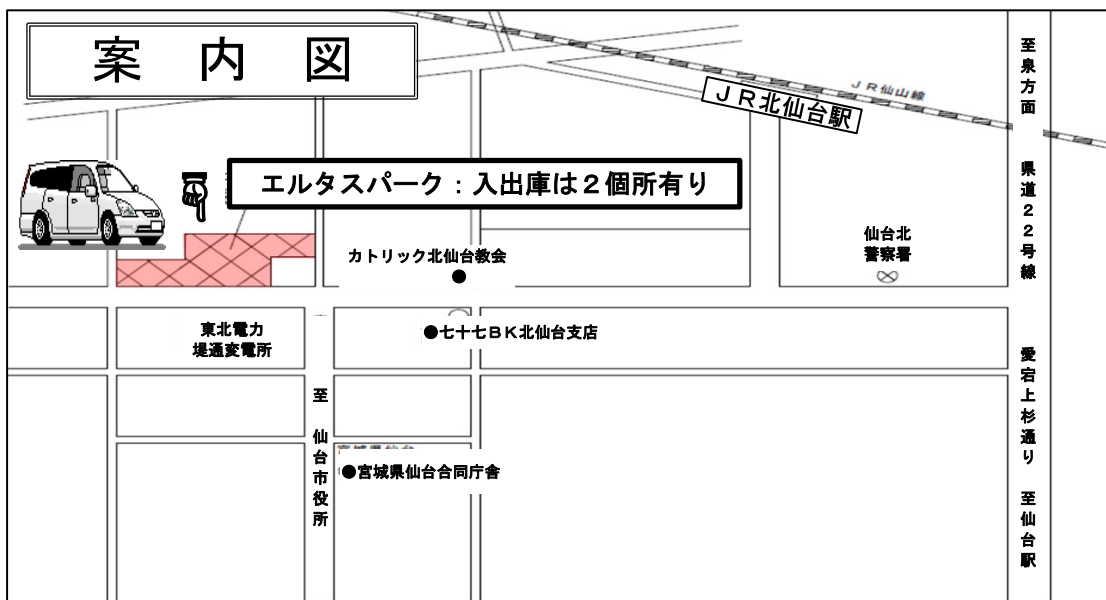 案内図
JR仙山線
JR北仙台駅
至泉方面　県道22号線
エルタスパーク：入出庫は2個所有り
カトリック北仙台教会
仙台北
警察署
東北電力
堤通変電所
●七十七BK北仙台支店
至　仙台市役所
●宮城県仙台合同庁舎
愛宕上杉通り　至仙台駅